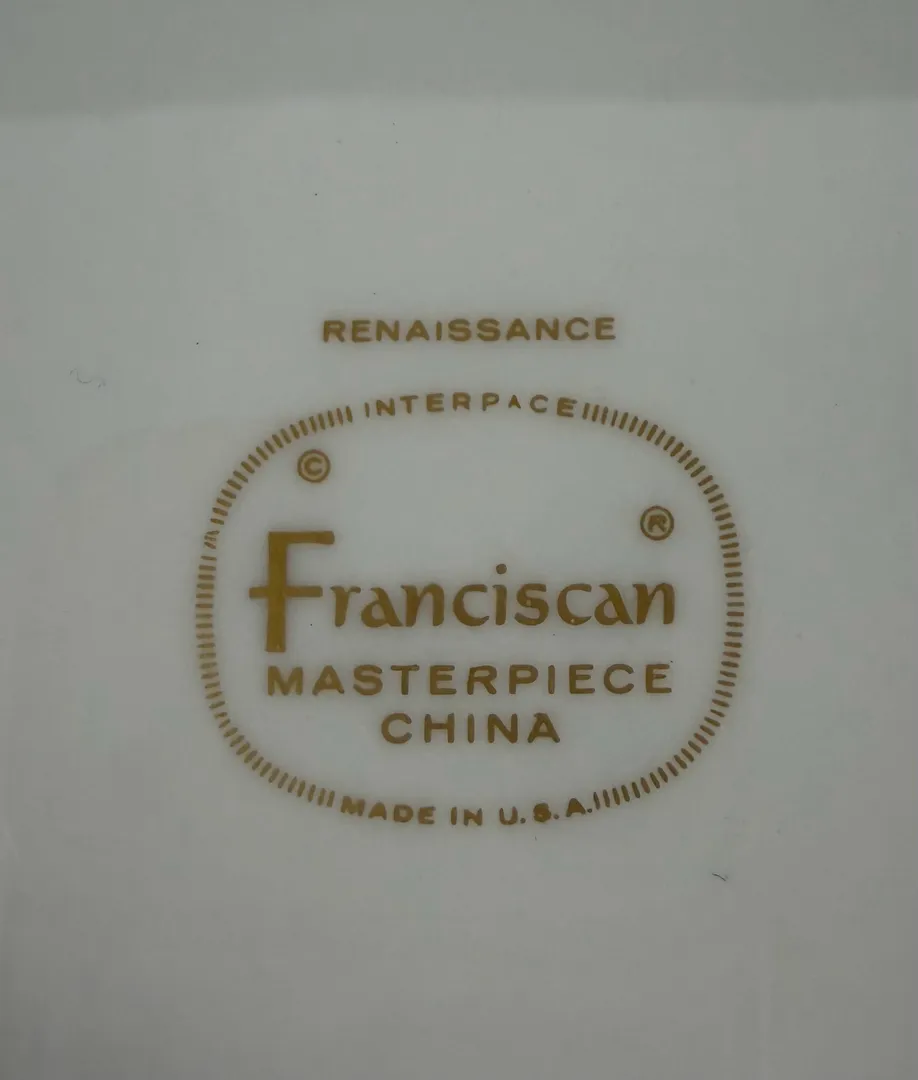 RENAISSANCE
INTERPACE
©
®
Franciscan
MASTERPIECE
CHINA
MADE IN U.S.A.